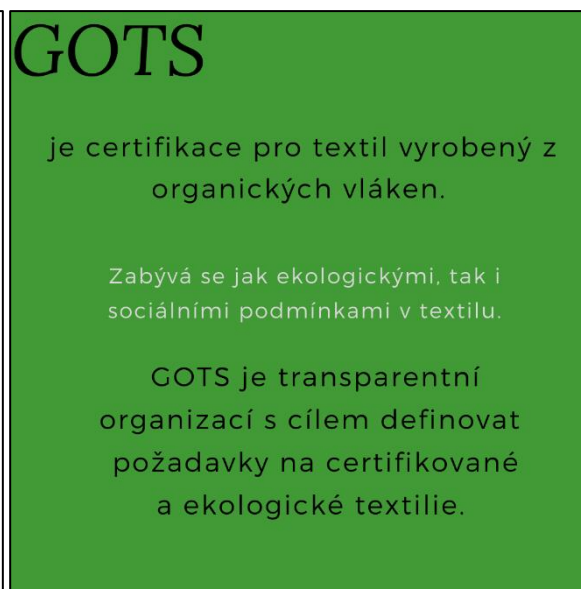 GOTS
je certifikace pro textil vyrobený z
organických vláken.
Zabývá se jak ekologickými, tak i
sociálními podmínkami v textilu.
GOTS je transparentní
organizací s cílem definovat
požadavky na certifikované
a ekologické textilie.